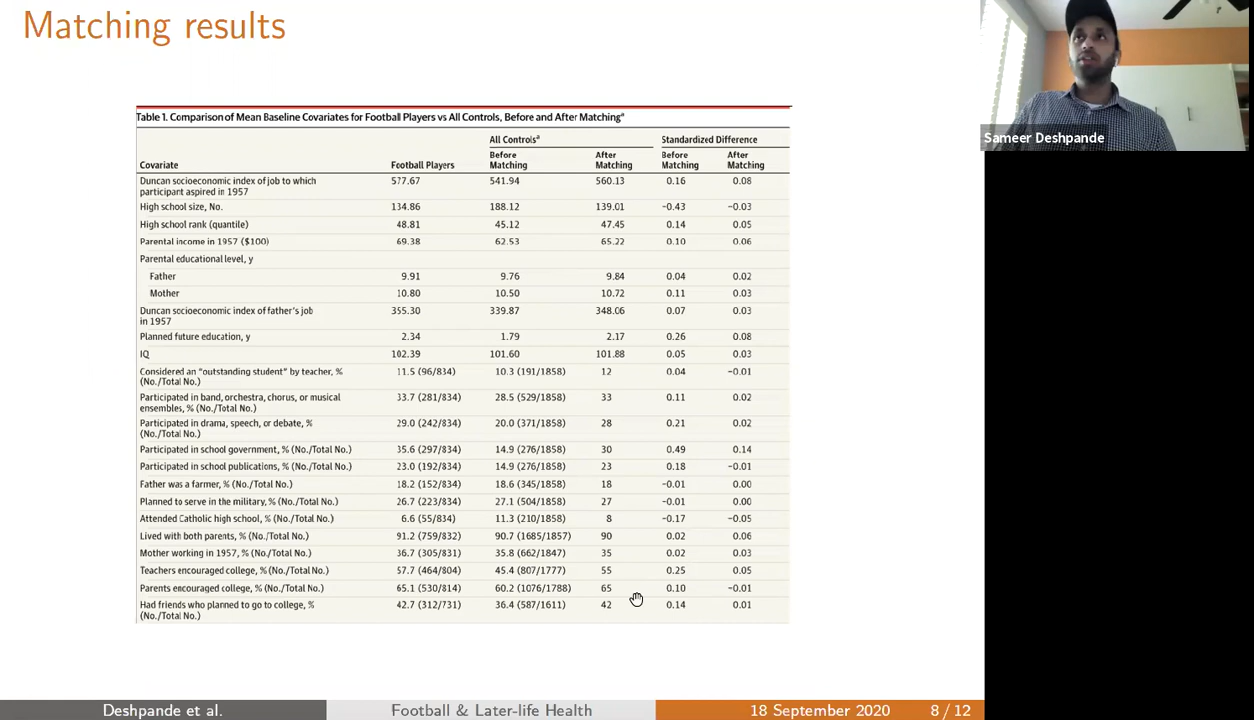 Matching results
Sameer Deshpande
Table 1. Comparison of Mean Baseline Covariates for Football Players vs All Controls, Before and After Matchingᵃ
All Controlsᵃ Standardized Difference
Covariate Football Players Before Matching After Matching Before Matching After Matching
Duncan socioeconomic index of job to which 577.67 541.94 560.13 0.16 0.08
participant aspired in 1957
High school size, No. 134.86 188.12 139.01 −0.43 −0.03
High school rank (quantile) 48.81 45.12 47.45 0.14 0.05
Parental income in 1957 ($100) 69.38 62.53 65.22 0.10 0.06
Parental educational level, y
Father 9.91 9.76 9.84 0.04 0.02
Mother 10.80 10.50 10.72 0.11 0.03
Duncan socioeconomic index of father's job 355.30 339.87 348.06 0.07 0.03
in 1957
Planned future education, y 2.34 1.79 2.17 0.26 0.08
IQ 102.39 101.60 101.88 0.05 0.03
Considered an "outstanding student" by teacher, % 11.5 (96/834) 10.3 (191/1858) 12 0.04 −0.01
(No./Total No.)
Participated in band, orchestra, chorus, or musical 33.7 (281/834) 28.5 (529/1858) 33 0.11 0.02
ensembles, % (No./Total No.)
Participated in drama, speech, or debate, % 29.0 (242/834) 20.0 (371/1858) 28 0.21 0.02
(No./Total No.)
Participated in school government, % (No./Total No.) 35.6 (297/834) 14.9 (276/1858) 30 0.49 0.14
Participated in school publications, % (No./Total No.) 23.0 (192/834) 14.9 (276/1858) 23 0.18 −0.01
Father was a farmer, % (No./Total No.) 18.2 (152/834) 18.6 (345/1858) 18 −0.01 0.00
Planned to serve in the military, % (No./Total No.) 26.7 (223/834) 27.1 (504/1858) 27 −0.01 0.00
Attended Catholic high school, % (No./Total No.) 6.6 (55/834) 11.3 (210/1858) 8 −0.17 −0.05
Lived with both parents, % (No./Total No.) 91.2 (759/832) 90.7 (1685/1857) 90 0.02 0.06
Mother working in 1957, % (No./Total No.) 36.7 (305/831) 35.8 (662/1847) 35 0.02 0.03
Teachers encouraged college, % (No./Total No.) 57.7 (464/804) 45.4 (807/1777) 55 0.25 0.05
Parents encouraged college, % (No./Total No.) 65.1 (530/814) 60.2 (1076/1788) 65 0.10 −0.01
Had friends who planned to go to college, % 42.7 (312/731) 36.4 (587/1611) 42 0.14 0.01
(No./Total No.)
Deshpande et al. Football & Later-life Health 18 September 2020 8 / 12